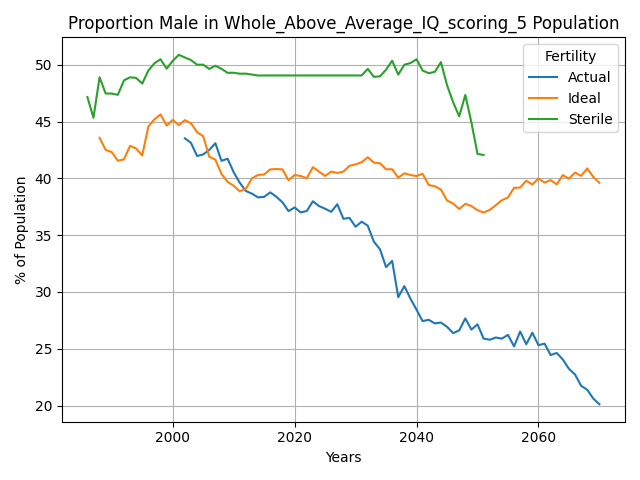 Proportion Male in Whole_Above_Average_IQ_scoring_5 Population
% of Population
50
45
40
35
30
25
20
Fertility
Actual
Ideal
Sterile
2000
2020
2040
2060
Years